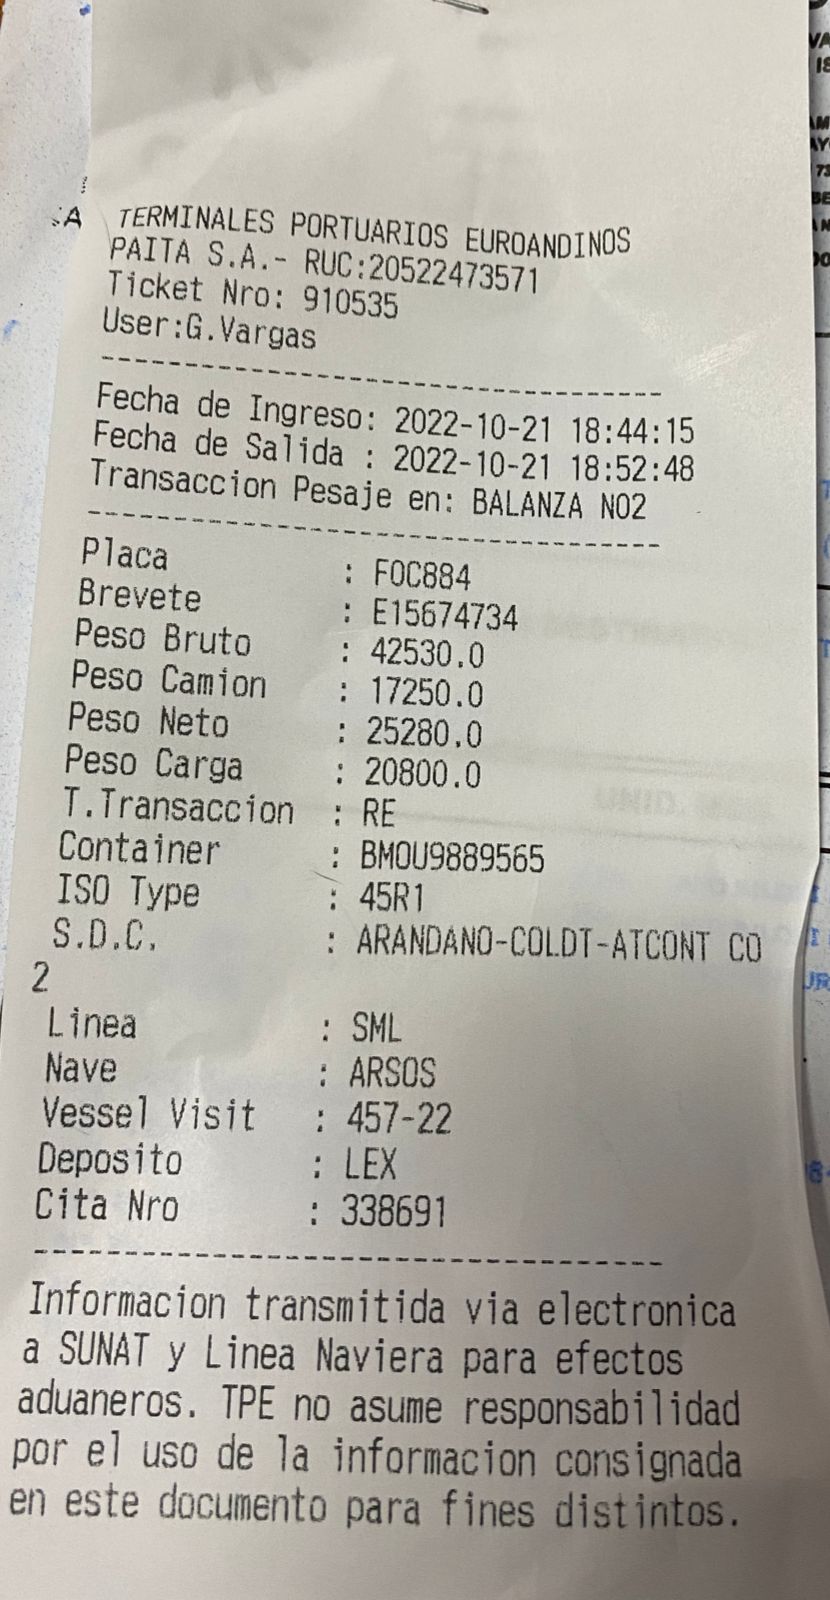 TERMINALES PORTUARIOS EUROANDINOS
PAITA S.A.- RUC:20522473571
Ticket Nro: 910535
User:G.Vargas
----------------------------------
Fecha de Ingreso: 2022-10-21 18:44:15
Fecha de Salida : 2022-10-21 18:52:48
Transaccion Pesaje en: BALANZA N02
----------------------------------
Placa : F0C884
Brevete : E15674734
Peso Bruto : 42530.0
Peso Camion : 17250.0
Peso Neto : 25280.0
Peso Carga : 20800.0
T.Transaccion : RE
Container : BMOU9889565
ISO Type : 45R1
S.D.C. : ARANDANO-COLDT-ATCONT CO
2
Linea : SML
Nave : ARSOS
Vessel Visit : 457-22
Deposito : LEX
Cita Nro : 338691
----------------------------------
Informacion transmitida via electronica
a SUNAT y Linea Naviera para efectos
aduaneros. TPE no asume responsabilidad
por el uso de la informacion consignada
en este documento para fines distintos.